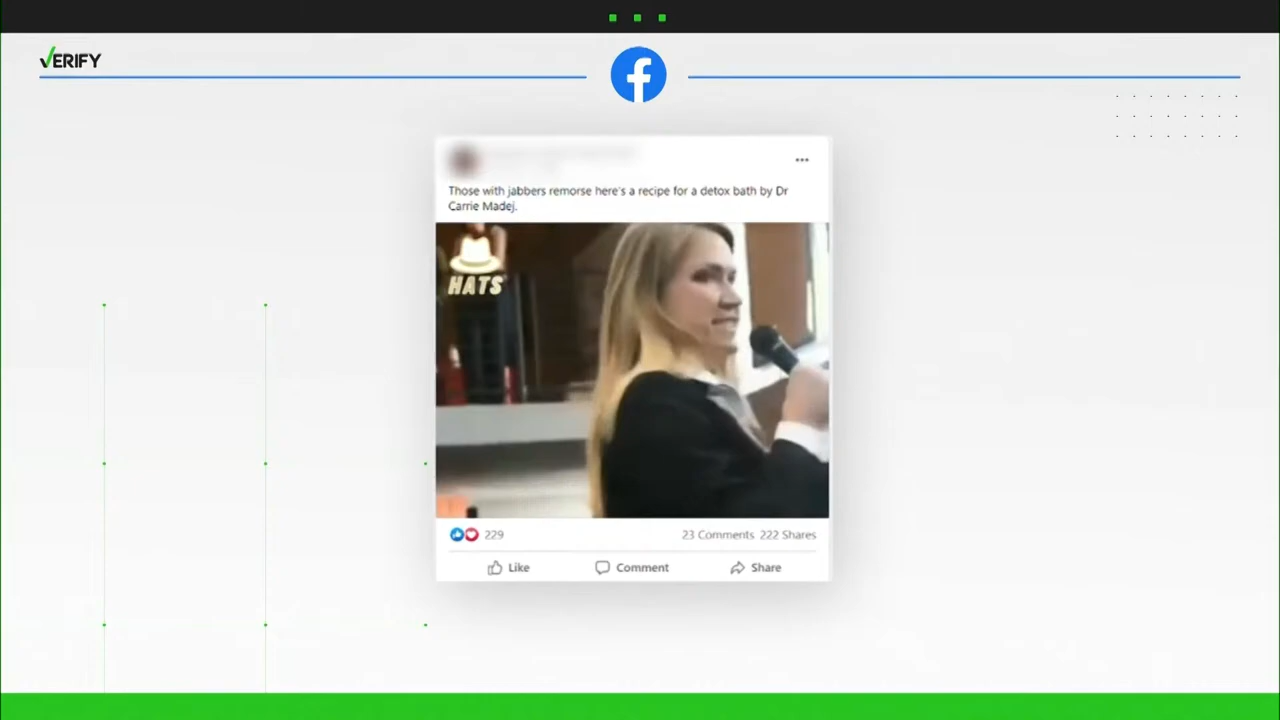 VERIFY
Those with jabbers remorse here's a recipe for a detox bath by Dr
Carrie Madej.
HATS
229
23 Comments 222 Shares
Like
Comment
Share